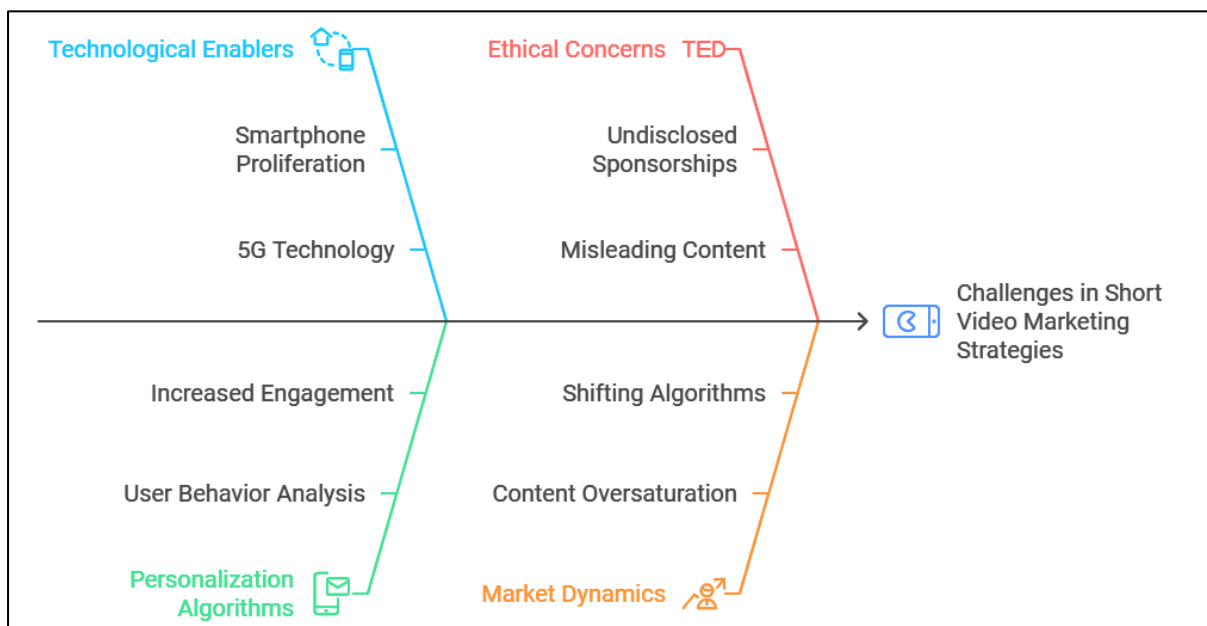 Technological Enablers
Smartphone
Proliferation
5G Technology
Ethical Concerns TED
Undisclosed
Sponsorships
Misleading Content
Challenges in Short
Video Marketing
Strategies
Increased Engagement
User Behavior Analysis
Personalization
Algorithms
Shifting Algorithms
Content Oversaturation
Market Dynamics